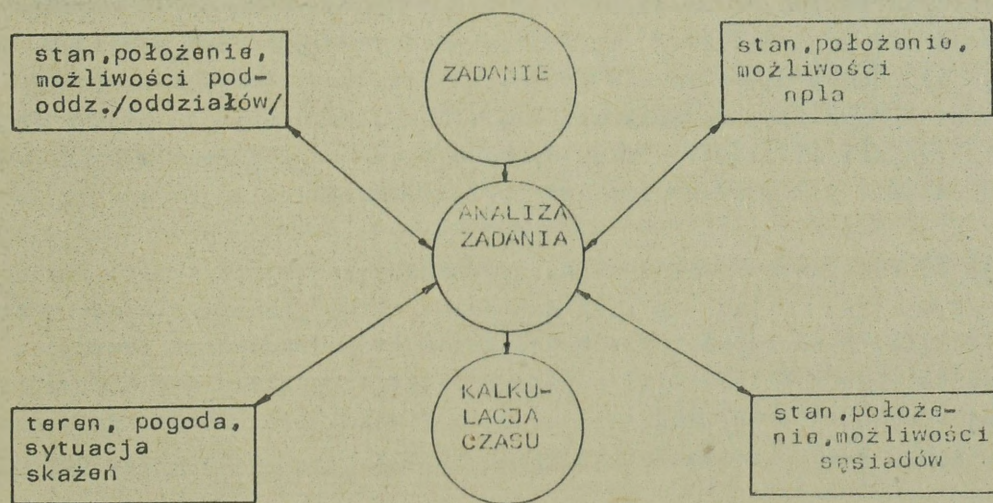 stan,położenie,
możliwości pod-
oddz./oddziałów/
ZADANIE
stan,położenie,
możliwości
npla
ANALIZA
ZADANIA
teren, pogoda,
sytuacja
skażeń
KALKU-
LACJA
CZASU
stan,położe-
nie,możliwości
sąsiadów